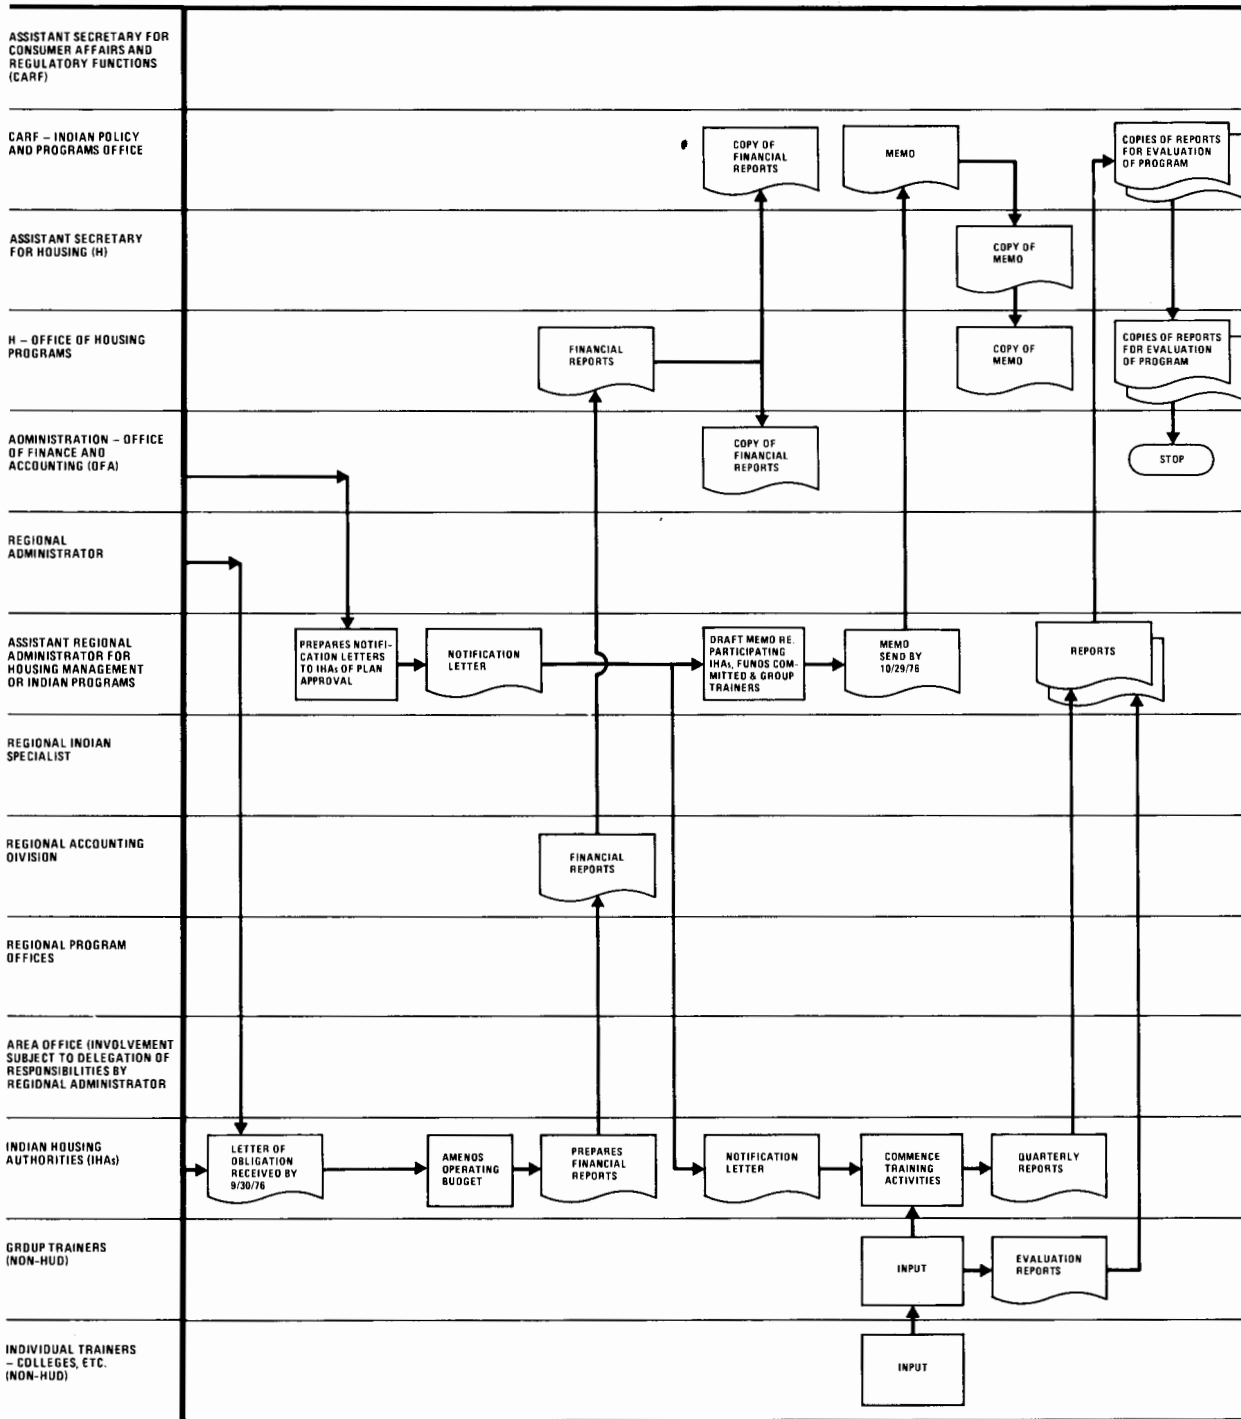 ASSISTANT SECRETARY FOR
CONSUMER AFFAIRS AND
REGULATORY FUNCTIONS
(CARF)
CARF – INDIAN POLICY
AND PROGRAMS OFFICE
COPY OF
FINANCIAL
REPORTS
MEMO
COPIES OF REPORTS
FOR EVALUATION
OF PROGRAM
ASSISTANT SECRETARY
FOR HOUSING (H)
COPY OF
MEMO
H – OFFICE OF HOUSING
PROGRAMS
FINANCIAL
REPORTS
COPY OF
MEMO
COPIES OF REPORTS
FOR EVALUATION
OF PROGRAM
ADMINISTRATION – OFFICE
OF FINANCE AND
ACCOUNTING (OFA)
COPY OF
FINANCIAL
REPORTS
STOP
REGIONAL
ADMINISTRATOR
ASSISTANT REGIONAL
ADMINISTRATOR FOR
HOUSING MANAGEMENT
OR INDIAN PROGRAMS
PREPARES NOTIFI-
CATION LETTERS
TO IHAs OF PLAN
APPROVAL
NOTIFICATION
LETTER
DRAFT MEMO RE.
PARTICIPATING
IHAs, FUNDS COM-
MITTED & GROUP
TRAINERS
MEMO
SEND BY
10/29/76
REPORTS
REGIONAL INDIAN
SPECIALIST
REGIONAL ACCOUNTING
DIVISION
FINANCIAL
REPORTS
REGIONAL PROGRAM
OFFICES
AREA OFFICE (INVOLVEMENT
SUBJECT TO DELEGATION OF
RESPONSIBILITIES BY
REGIONAL ADMINISTRATOR
INDIAN HOUSING
AUTHORITIES (IHAs)
LETTER OF
OBLIGATION
RECEIVED BY
9/30/76
AMENDS
OPERATING
BUDGET
PREPARES
FINANCIAL
REPORTS
NOTIFICATION
LETTER
COMMENCE
TRAINING
ACTIVITIES
QUARTERLY
REPORTS
GROUP TRAINERS
(NON-HUD)
INPUT
EVALUATION
REPORTS
INDIVIDUAL TRAINERS
– COLLEGES, ETC.
(NON-HUD)
INPUT